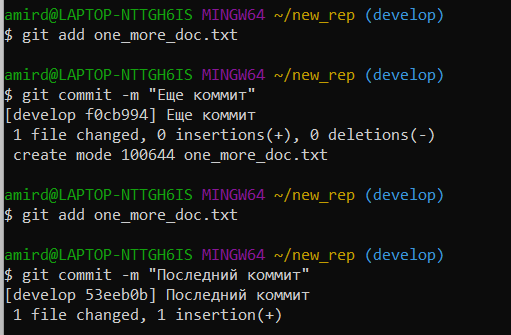 amird@LAPTOP-NTTGH6IS MINGW64 ~/new_rep (develop)
$ git add one_more_doc.txt
amird@LAPTOP-NTTGH6IS MINGW64 ~/new_rep (develop)
$ git commit -m "Еще коммит"
[develop f0cb994] Еще коммит
 1 file changed, 0 insertions(+), 0 deletions(-)
 create mode 100644 one_more_doc.txt
amird@LAPTOP-NTTGH6IS MINGW64 ~/new_rep (develop)
$ git add one_more_doc.txt
amird@LAPTOP-NTTGH6IS MINGW64 ~/new_rep (develop)
$ git commit -m "Последний коммит"
[develop 53eeb0b] Последний коммит
 1 file changed, 1 insertion(+)